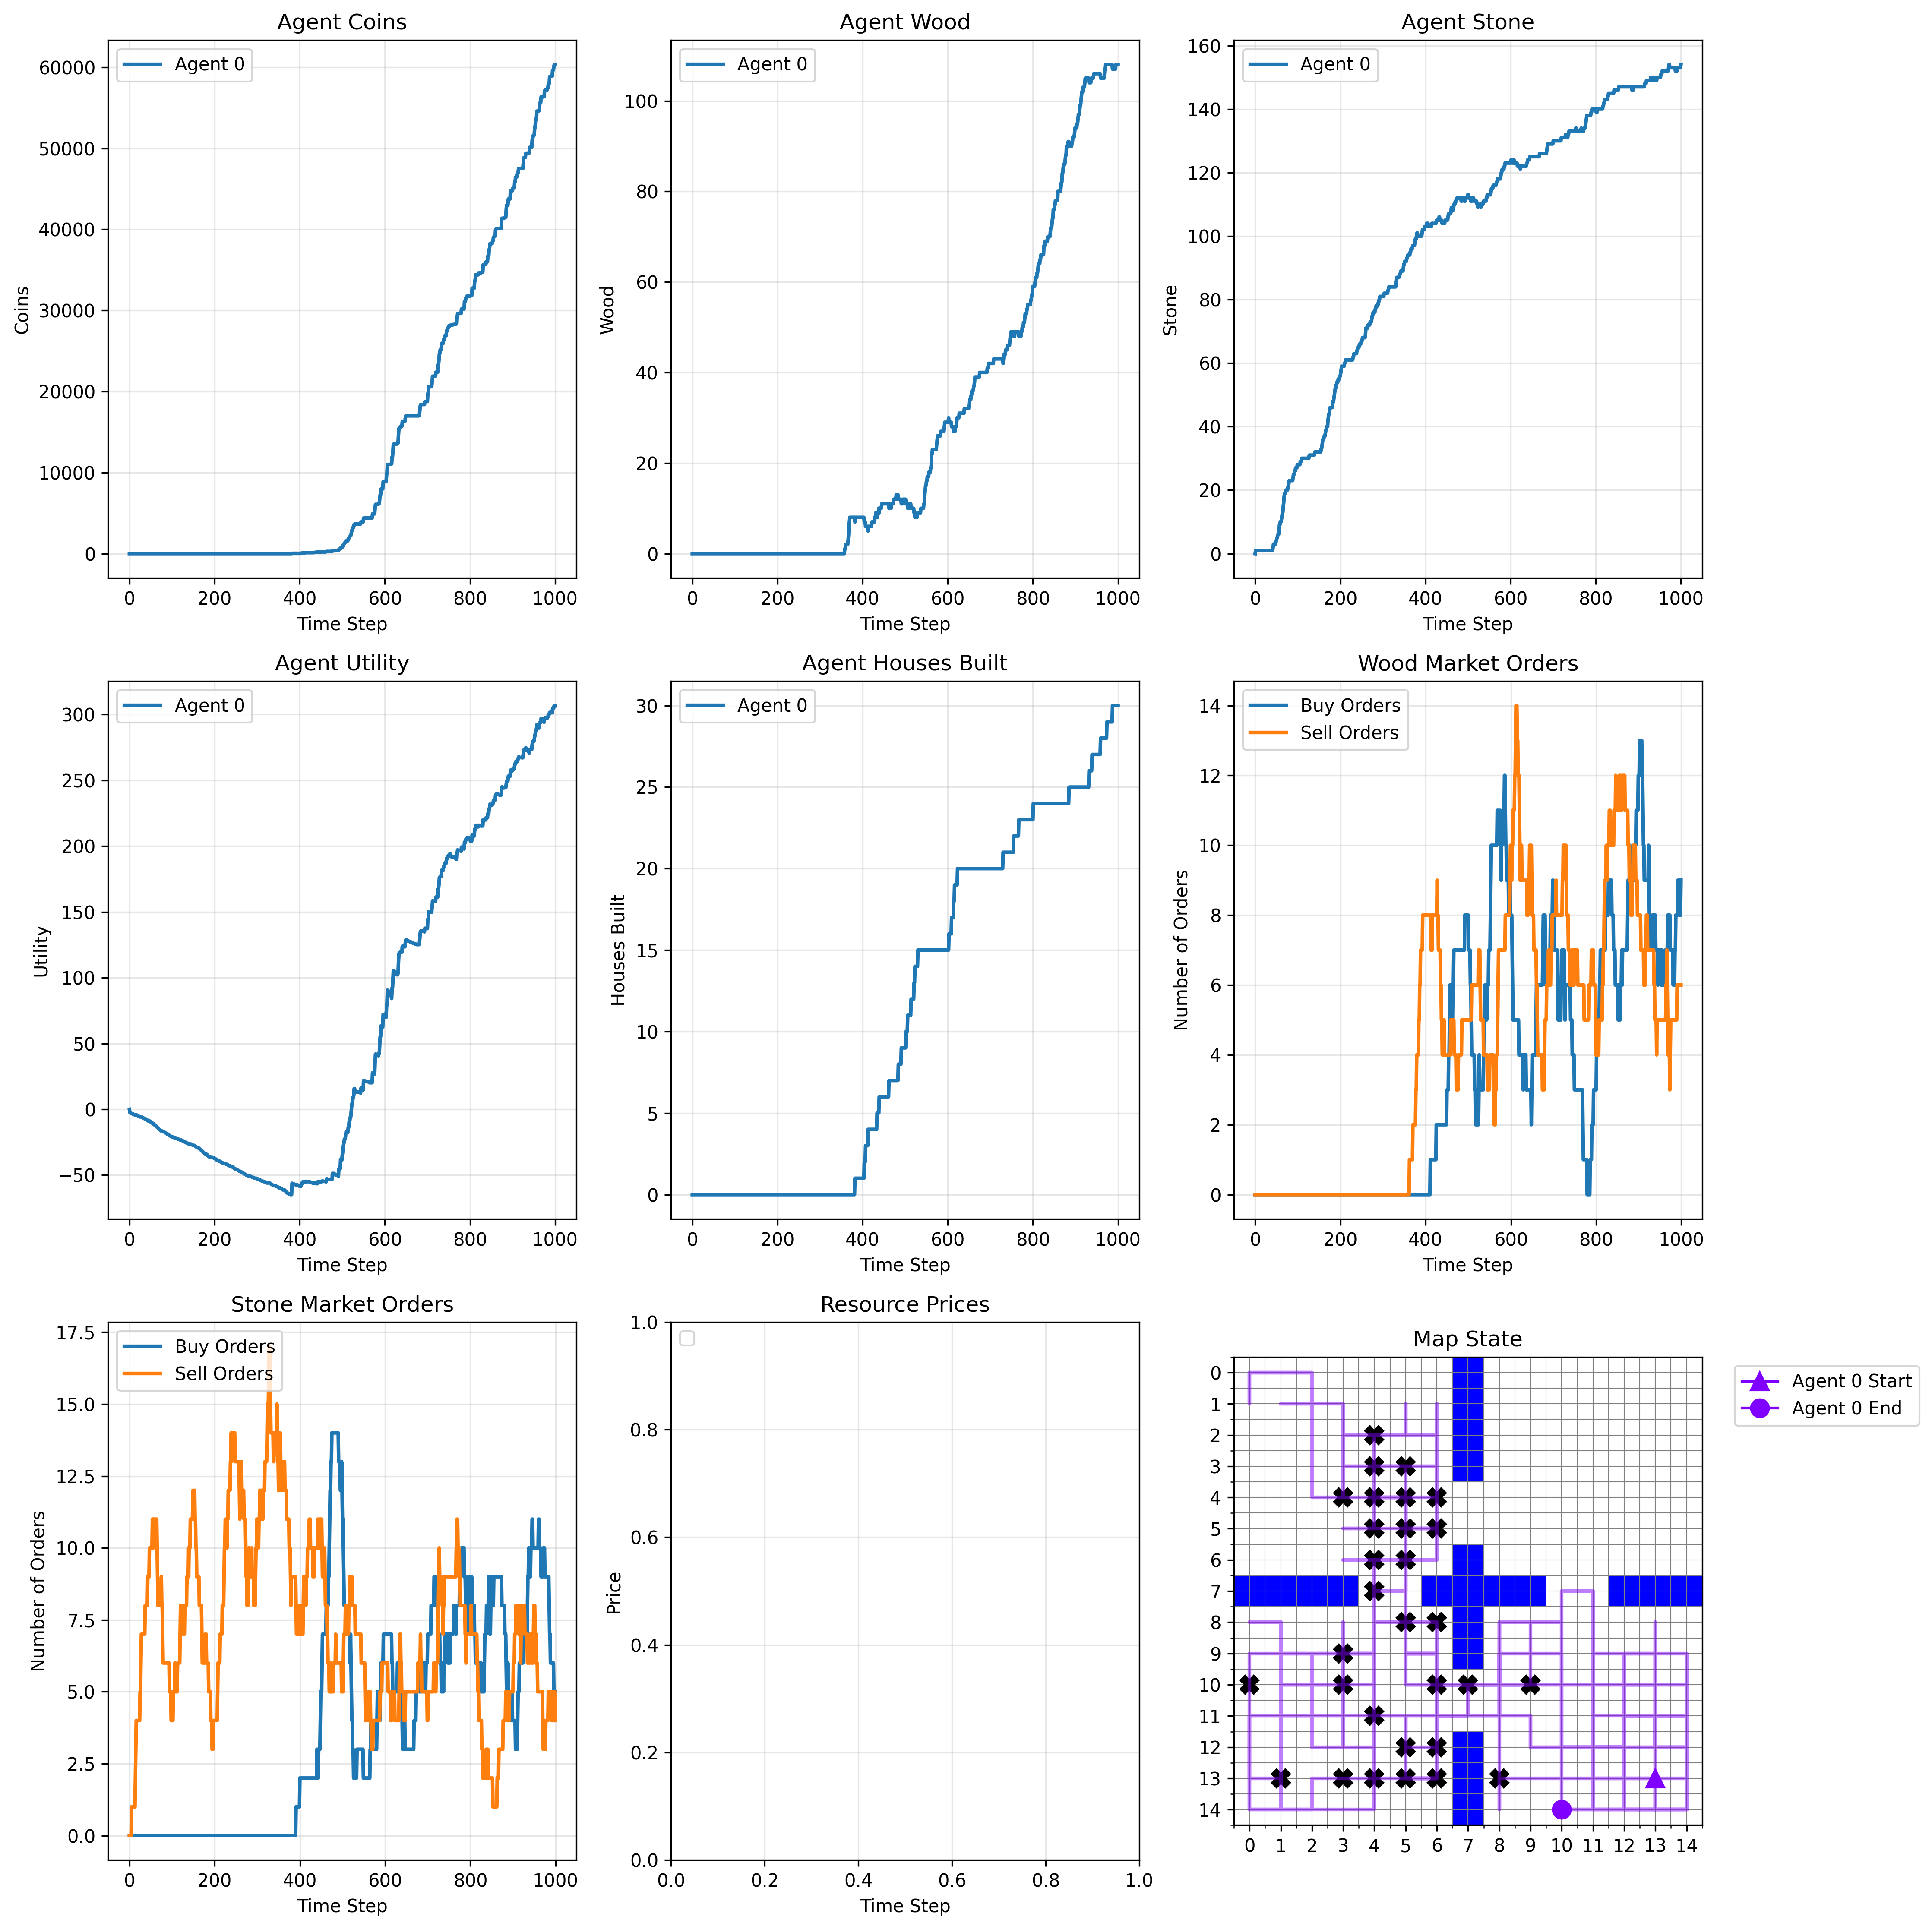 Agent Coins
Agent 0
60000
50000
40000
30000
20000
10000
0
Coins
0 200 400 600 800 1000
Time Step
Agent Wood
Agent 0
100
80
60
40
20
0
Wood
0 200 400 600 800 1000
Time Step
Agent Stone
Agent 0
160
140
120
100
80
60
40
20
0
Stone
0 200 400 600 800 1000
Time Step
Agent Utility
Agent 0
300
250
200
150
100
50
0
−50
Utility
0 200 400 600 800 1000
Time Step
Agent Houses Built
Agent 0
30
25
20
15
10
5
0
Houses Built
0 200 400 600 800 1000
Time Step
Wood Market Orders
Buy Orders
Sell Orders
14
12
10
8
6
4
2
0
Number of Orders
0 200 400 600 800 1000
Time Step
Stone Market Orders
Buy Orders
Sell Orders
17.5
15.0
12.5
10.0
7.5
5.0
2.5
0.0
Number of Orders
0 200 400 600 800 1000
Time Step
Resource Prices
1.0
0.8
0.6
0.4
0.2
0.0
Price
0.0 0.2 0.4 0.6 0.8 1.0
Time Step
Map State
0
1
2
3
4
5
6
7
8
9
10
11
12
13
14
0 1 2 3 4 5 6 7 8 9 10 11 12 13 14
Agent 0 Start
Agent 0 End